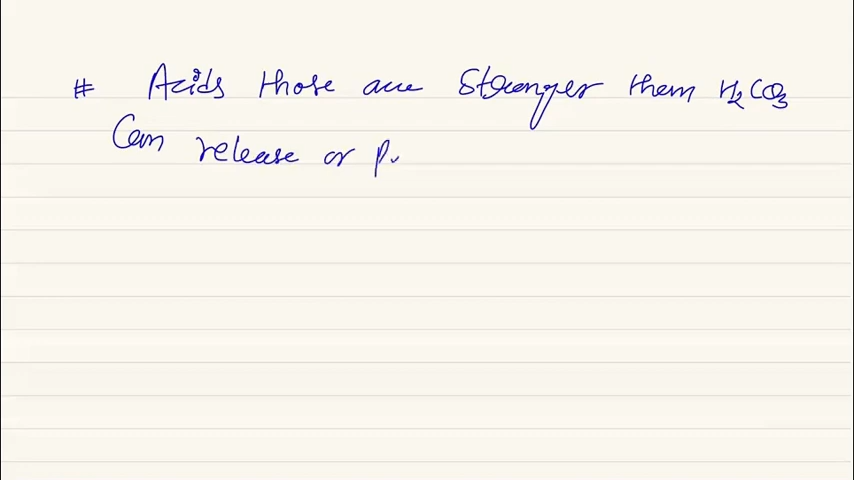 # Acids those are stronger than H₂CO₃
Can release or p